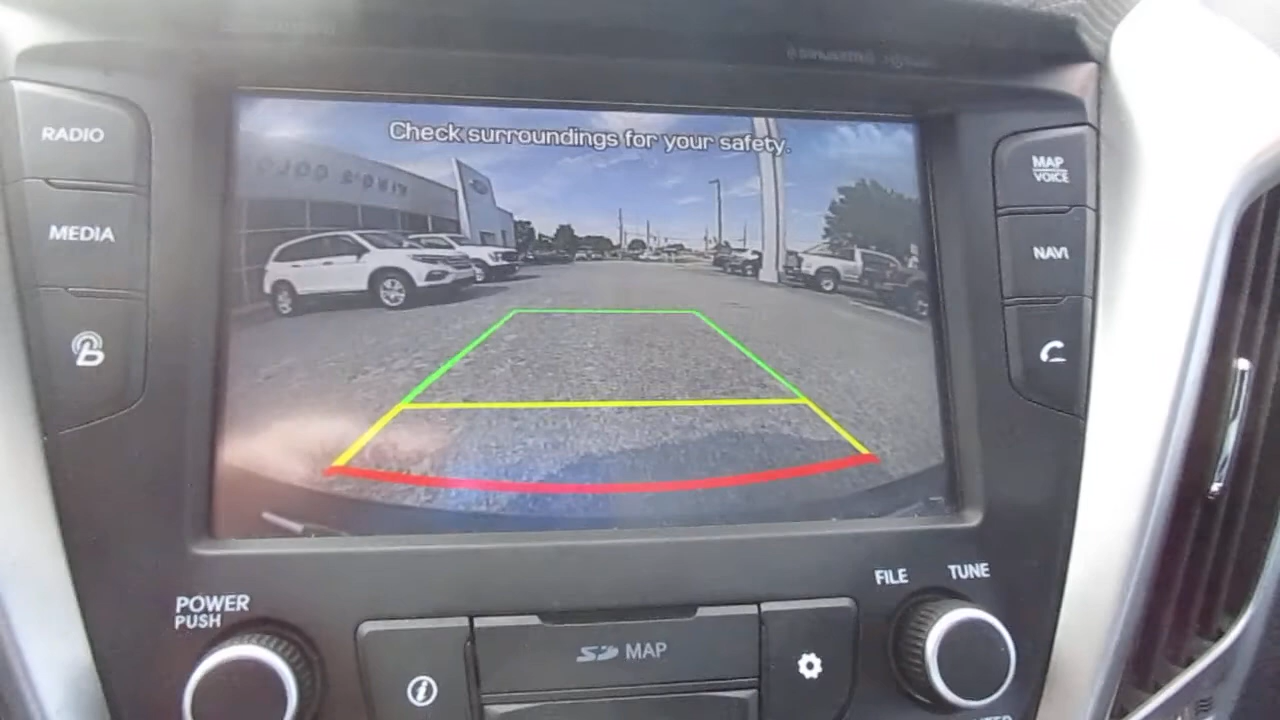 Check surroundings for your safety.
RADIO
MEDIA
MAP
VOICE
NAVI
POWER
PUSH
FILE
TUNE
SD MAP